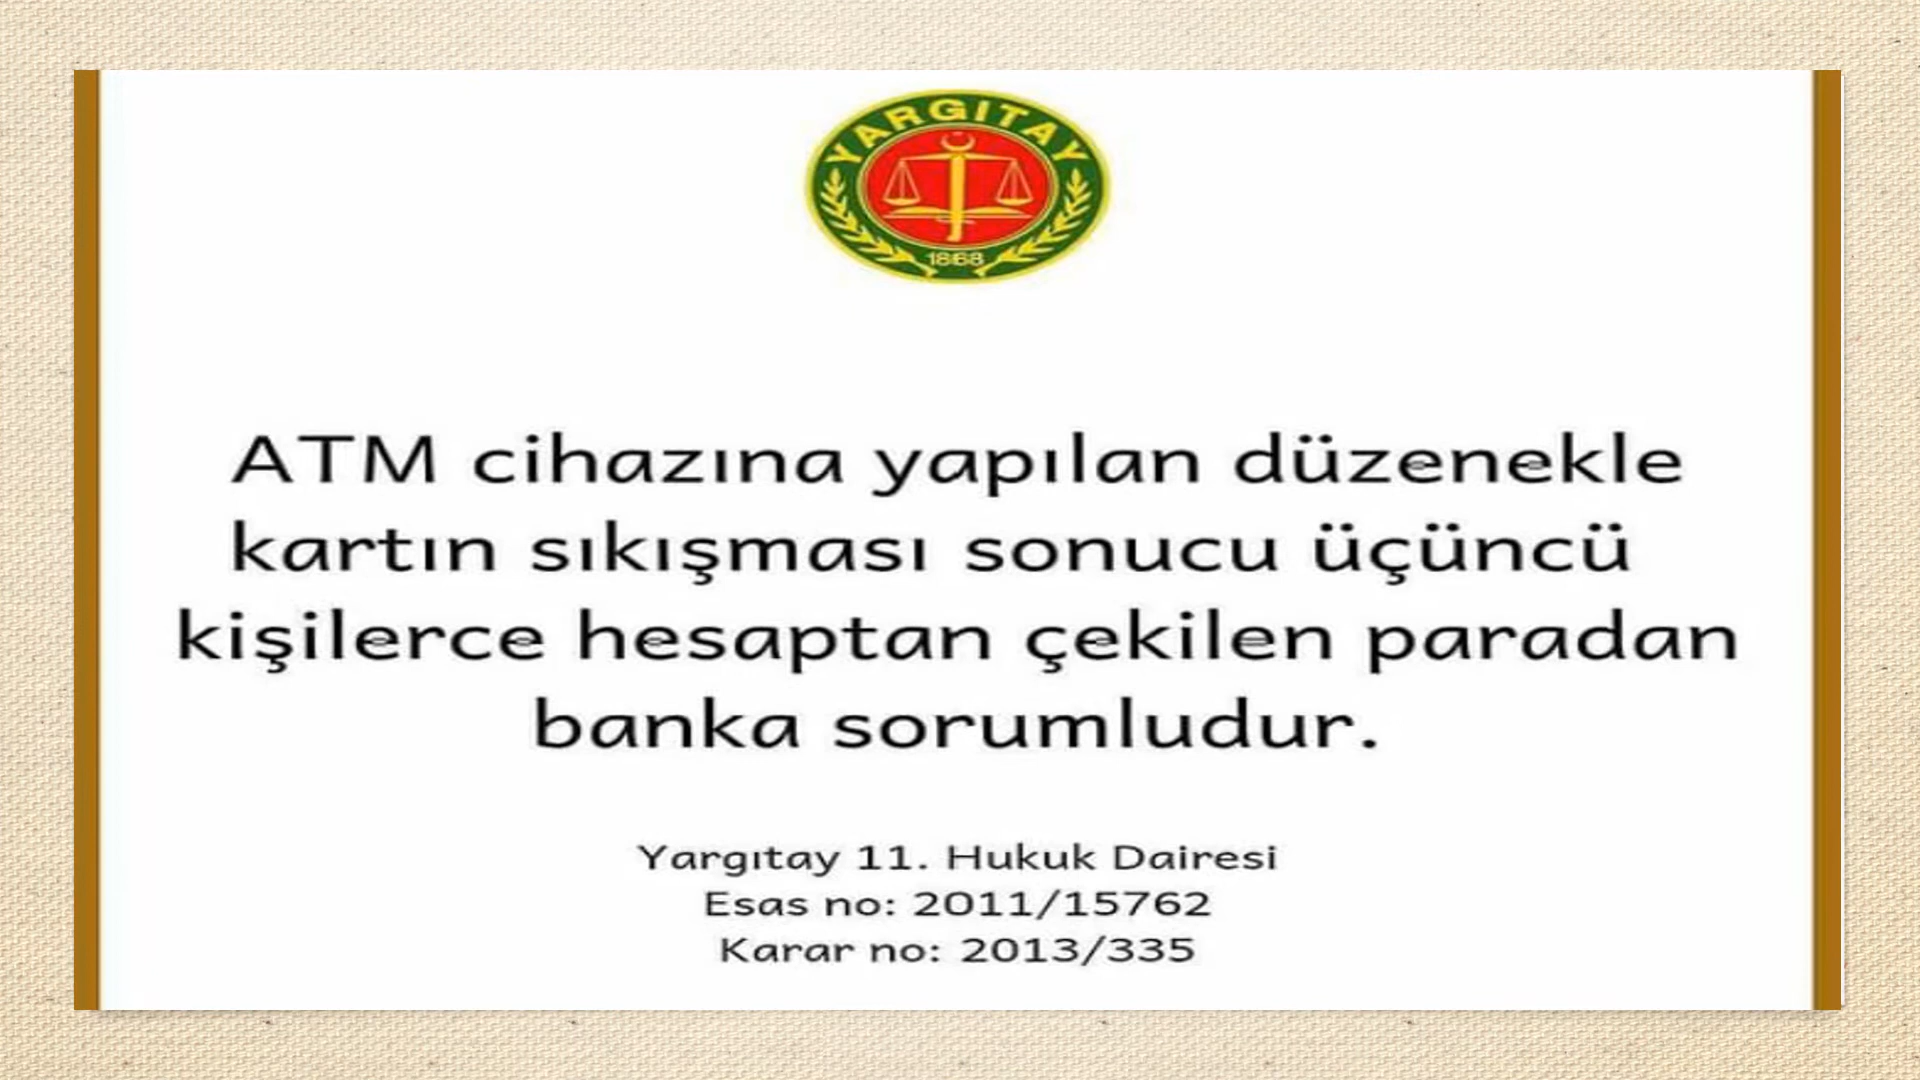 YARGITAY
1868
ATM cihazına yapılan düzenekle
kartın sıkışması sonucu üçüncü
kişilerce hesaptan çekilen paradan
banka sorumludur.
Yargıtay 11. Hukuk Dairesi
Esas no: 2011/15762
Karar no: 2013/335